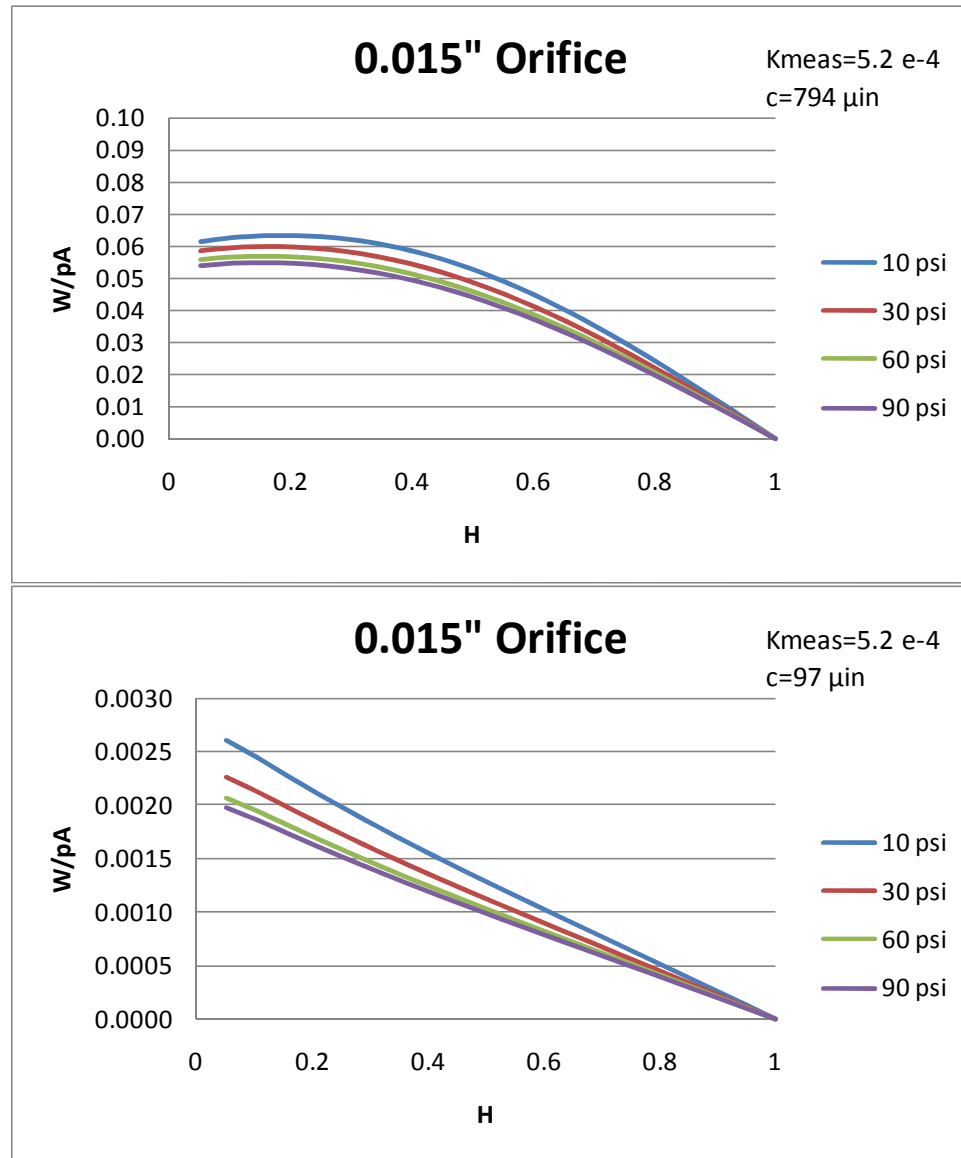 0.015" Orifice
Kmeas=5.2 e-4
c=794 µin
0.10
0.09
0.08
0.07
0.06
0.05
0.04
0.03
0.02
0.01
0.00
W/pA
0 0.2 0.4 0.6 0.8 1
H
10 psi
30 psi
60 psi
90 psi
0.015" Orifice
Kmeas=5.2 e-4
c=97 µin
0.0030
0.0025
0.0020
0.0015
0.0010
0.0005
0.0000
W/pA
0 0.2 0.4 0.6 0.8 1
H
10 psi
30 psi
60 psi
90 psi